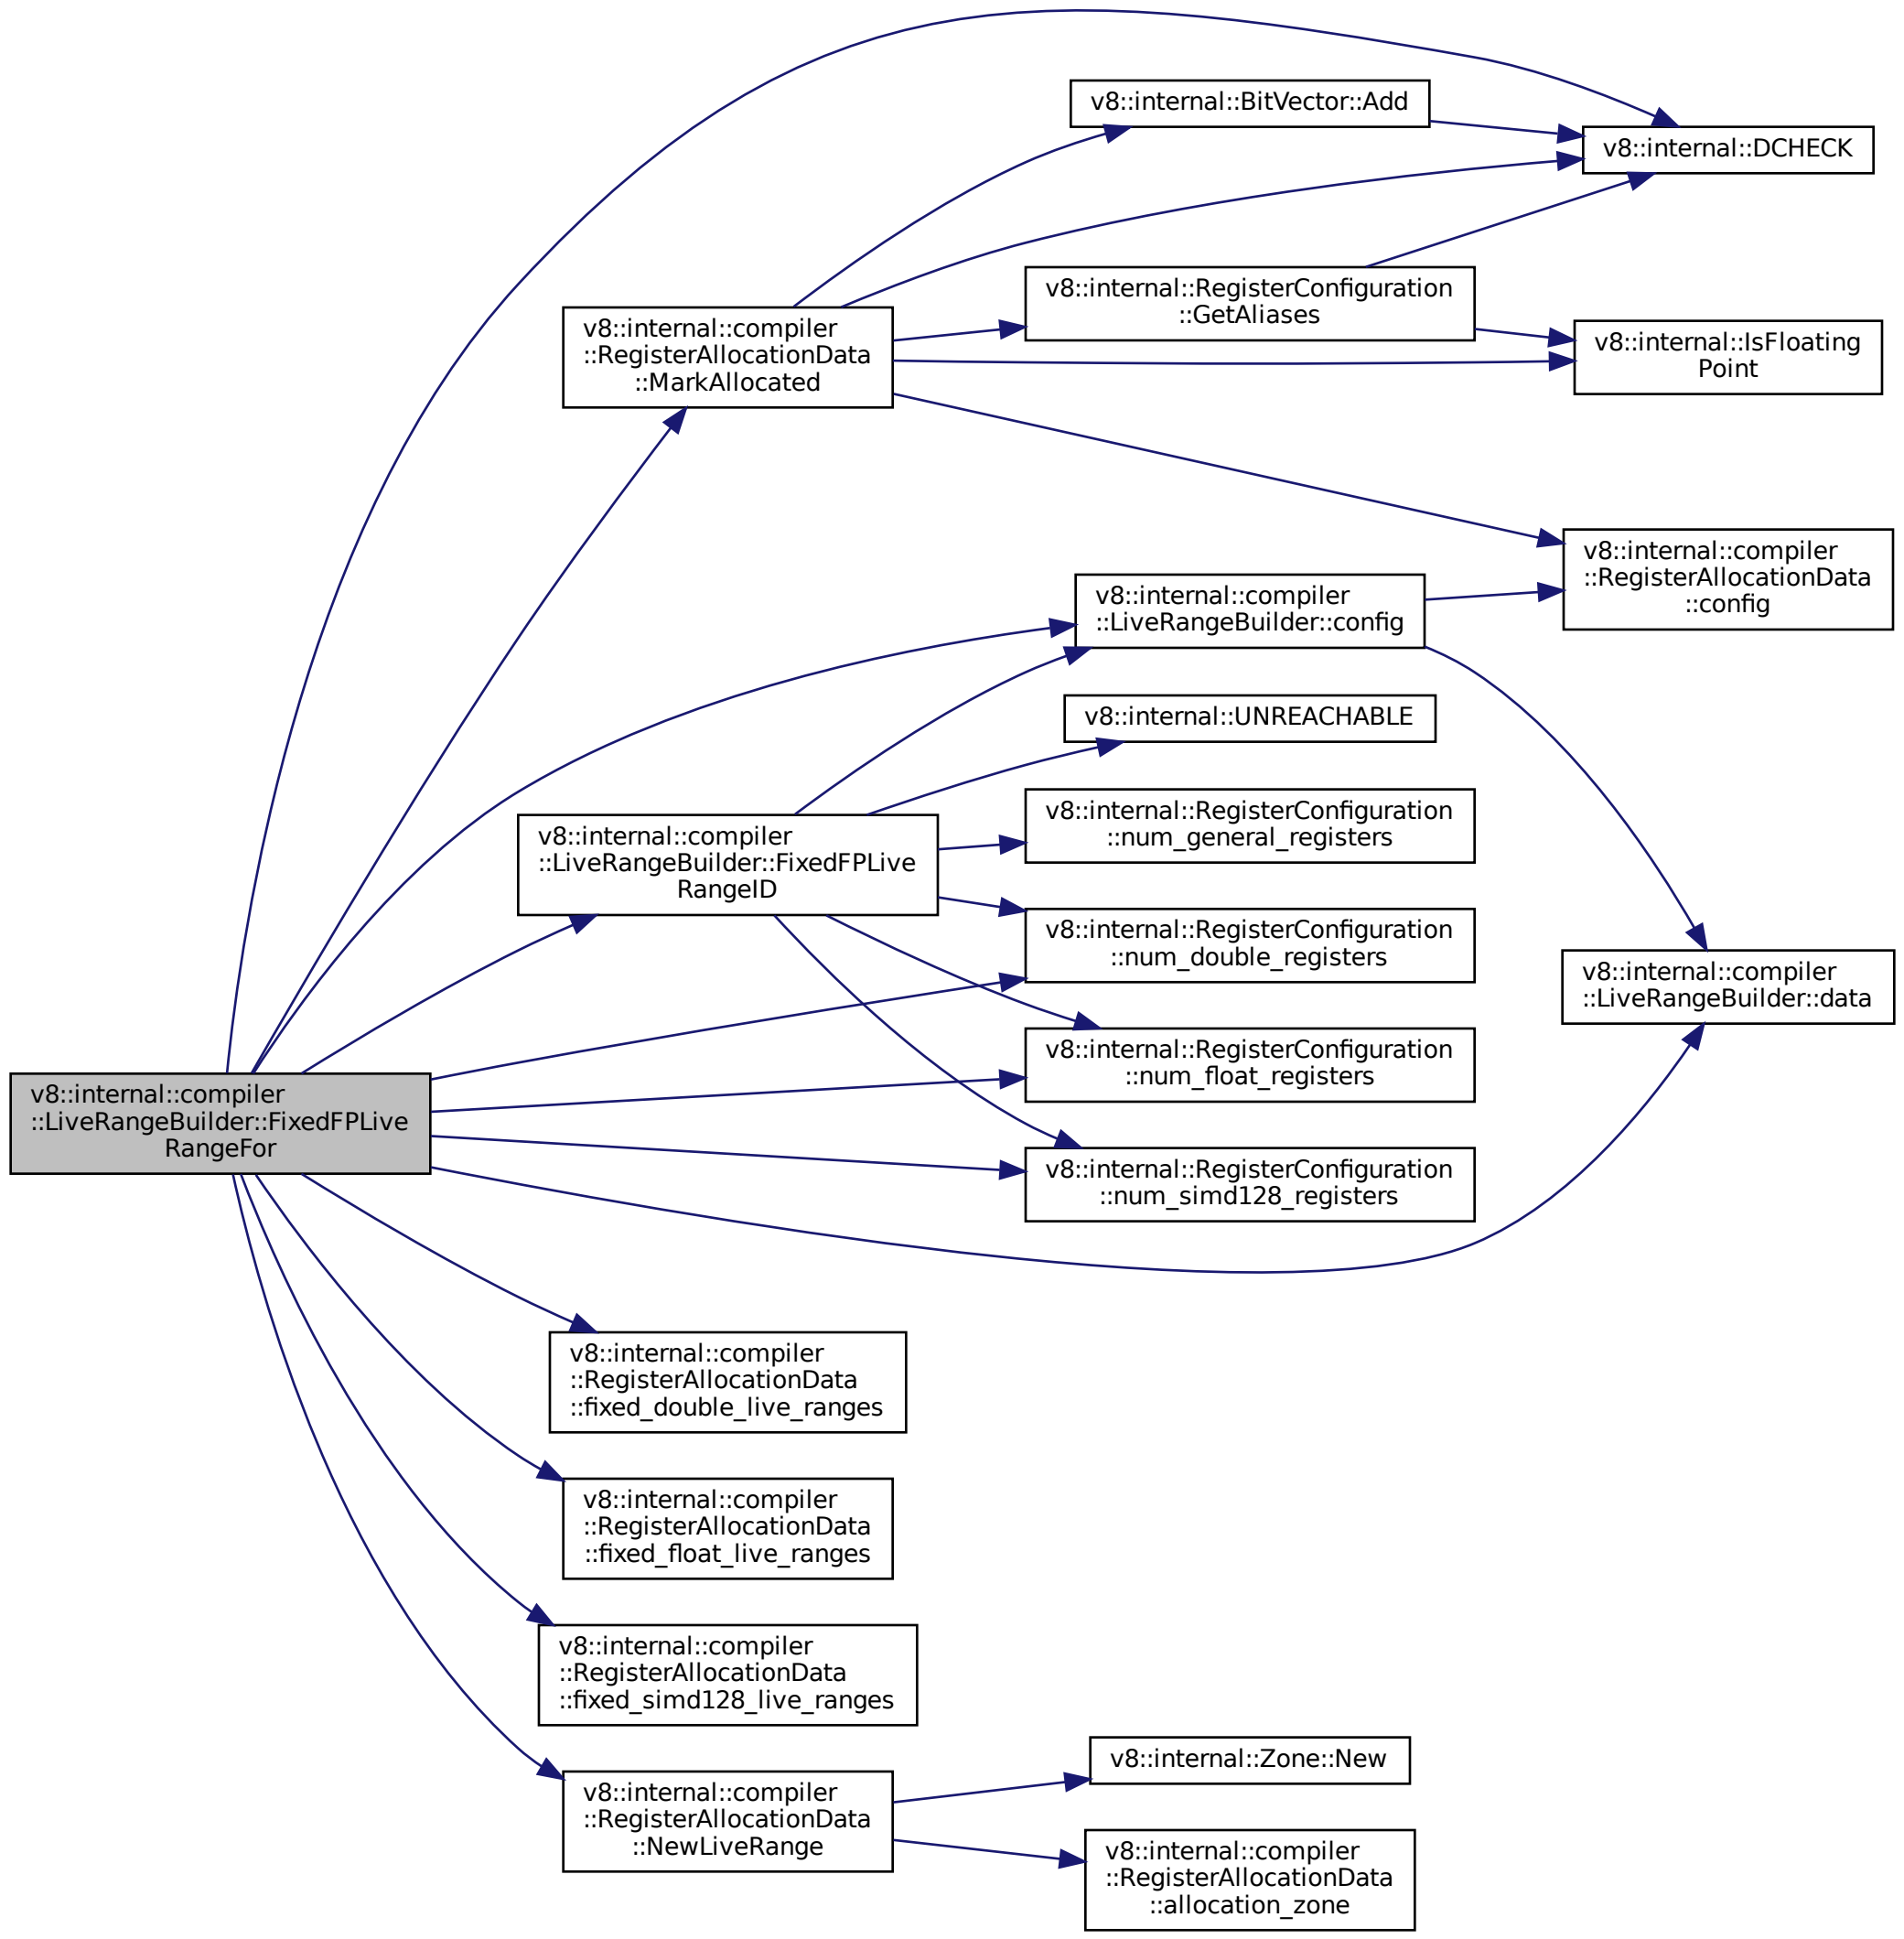 v8::internal::BitVector::Add
v8::internal::DCHECK
v8::internal::RegisterConfiguration
::GetAliases
v8::internal::compiler
::RegisterAllocationData
::MarkAllocated
v8::internal::IsFloating
Point
v8::internal::compiler
::RegisterAllocationData
::config
v8::internal::compiler
::LiveRangeBuilder::config
v8::internal::UNREACHABLE
v8::internal::RegisterConfiguration
::num_general_registers
v8::internal::compiler
::LiveRangeBuilder::FixedFPLive
RangeID
v8::internal::RegisterConfiguration
::num_double_registers
v8::internal::compiler
::LiveRangeBuilder::data
v8::internal::RegisterConfiguration
::num_float_registers
v8::internal::compiler
::LiveRangeBuilder::FixedFPLive
RangeFor
v8::internal::RegisterConfiguration
::num_simd128_registers
v8::internal::compiler
::RegisterAllocationData
::fixed_double_live_ranges
v8::internal::compiler
::RegisterAllocationData
::fixed_float_live_ranges
v8::internal::compiler
::RegisterAllocationData
::fixed_simd128_live_ranges
v8::internal::Zone::New
v8::internal::compiler
::RegisterAllocationData
::NewLiveRange
v8::internal::compiler
::RegisterAllocationData
::allocation_zone